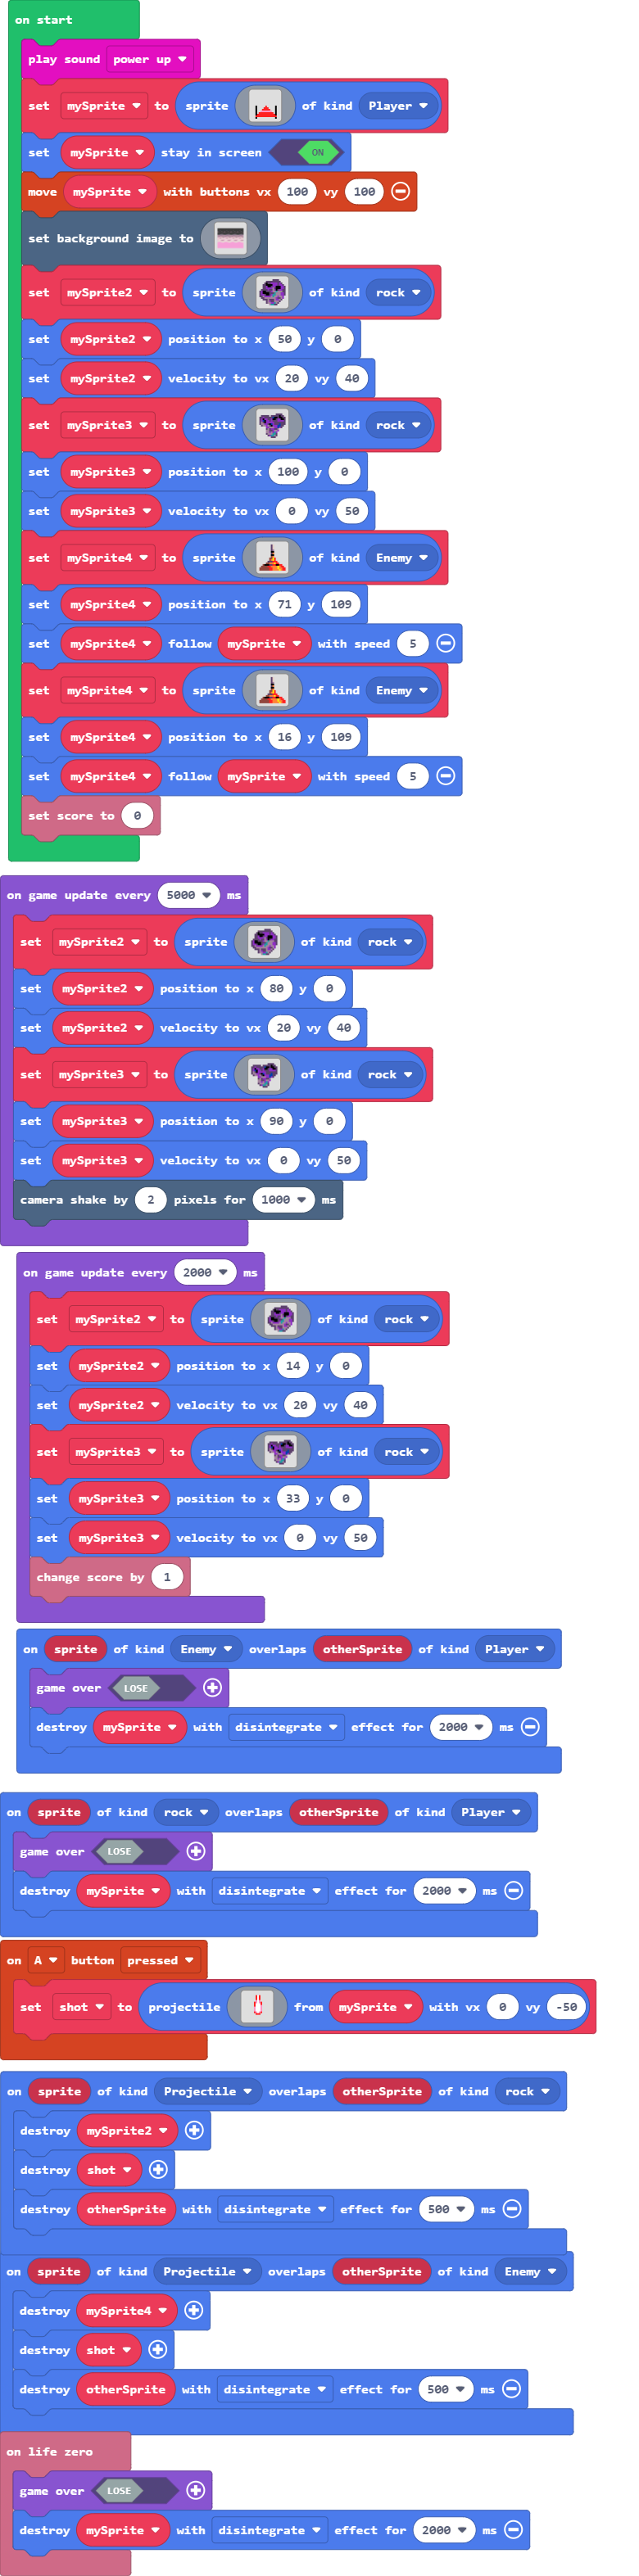 on start
play sound power up
set mySprite to sprite of kind Player
set mySprite stay in screen ON
move mySprite with buttons vx 100 vy 100
set background image to
set mySprite2 to sprite of kind rock
set mySprite2 position to x 50 y 0
set mySprite2 velocity to vx 20 vy 40
set mySprite3 to sprite of kind rock
set mySprite3 position to x 100 y 0
set mySprite3 velocity to vx 0 vy 50
set mySprite4 to sprite of kind Enemy
set mySprite4 position to x 71 y 109
set mySprite4 follow mySprite with speed 5
set mySprite4 to sprite of kind Enemy
set mySprite4 position to x 16 y 109
set mySprite4 follow mySprite with speed 5
set score to 0
on game update every 5000 ms
set mySprite2 to sprite of kind rock
set mySprite2 position to x 80 y 0
set mySprite2 velocity to vx 20 vy 40
set mySprite3 to sprite of kind rock
set mySprite3 position to x 90 y 0
set mySprite3 velocity to vx 0 vy 50
camera shake by 2 pixels for 1000 ms
on game update every 2000 ms
set mySprite2 to sprite of kind rock
set mySprite2 position to x 14 y 0
set mySprite2 velocity to vx 20 vy 40
set mySprite3 to sprite of kind rock
set mySprite3 position to x 33 y 0
set mySprite3 velocity to vx 0 vy 50
change score by 1
on sprite of kind Enemy overlaps otherSprite of kind Player
game over LOSE
destroy mySprite with disintegrate effect for 2000 ms
on sprite of kind rock overlaps otherSprite of kind Player
game over LOSE
destroy mySprite with disintegrate effect for 2000 ms
on A button pressed
set shot to projectile from mySprite with vx 0 vy -50
on sprite of kind Projectile overlaps otherSprite of kind rock
destroy mySprite2
destroy shot
destroy otherSprite with disintegrate effect for 500 ms
on sprite of kind Projectile overlaps otherSprite of kind Enemy
destroy mySprite4
destroy shot
destroy otherSprite with disintegrate effect for 500 ms
on life zero
game over LOSE
destroy mySprite with disintegrate effect for 2000 ms